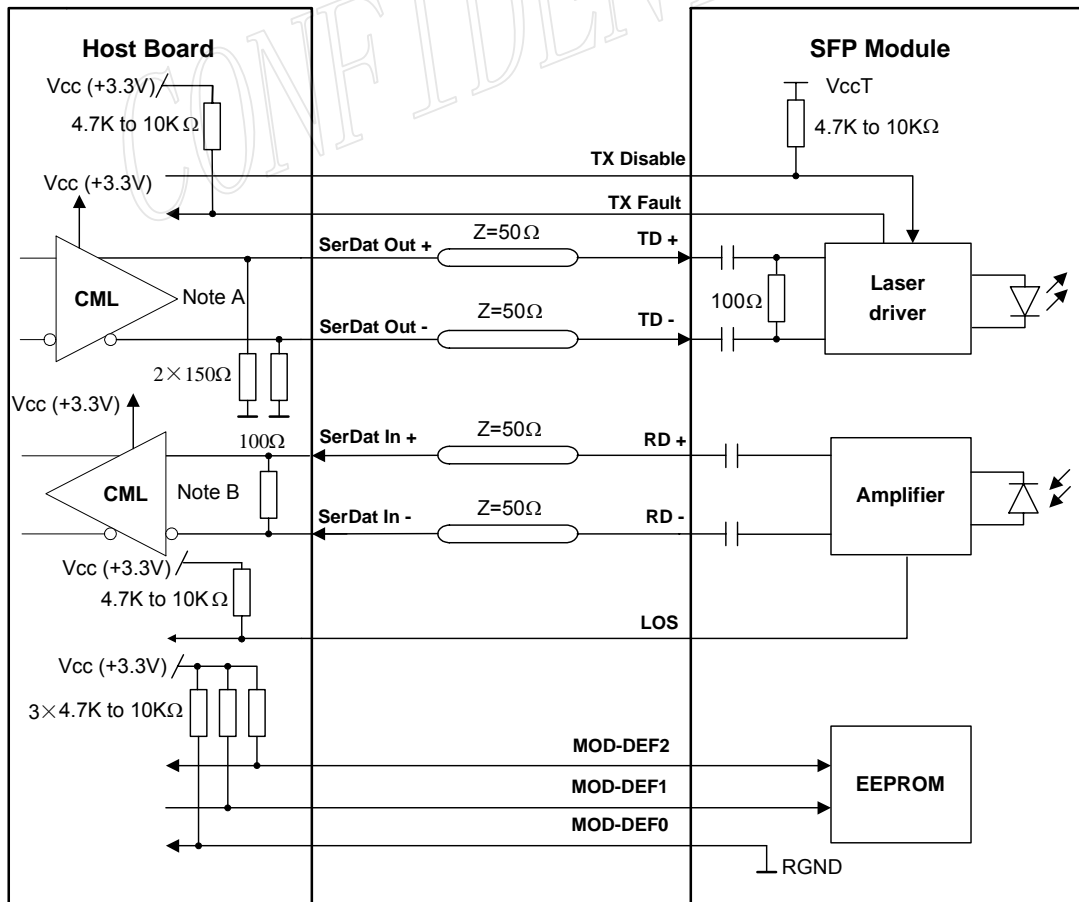 CONFIDEN
Host Board
SFP Module
Vcc (+3.3V)
4.7K to 10KΩ
VccT
4.7K to 10KΩ
TX Disable
Vcc (+3.3V)
TX Fault
SerDat Out +
Z=50Ω
TD +
CML
Note A
100Ω
Laser
driver
SerDat Out -
Z=50Ω
TD -
2×150Ω
Vcc (+3.3V)
100Ω
SerDat In +
Z=50Ω
RD +
CML
Note B
Amplifier
SerDat In -
Z=50Ω
RD -
Vcc (+3.3V)
4.7K to 10KΩ
LOS
Vcc (+3.3V)
3×4.7K to 10KΩ
MOD-DEF2
EEPROM
MOD-DEF1
MOD-DEF0
RGND